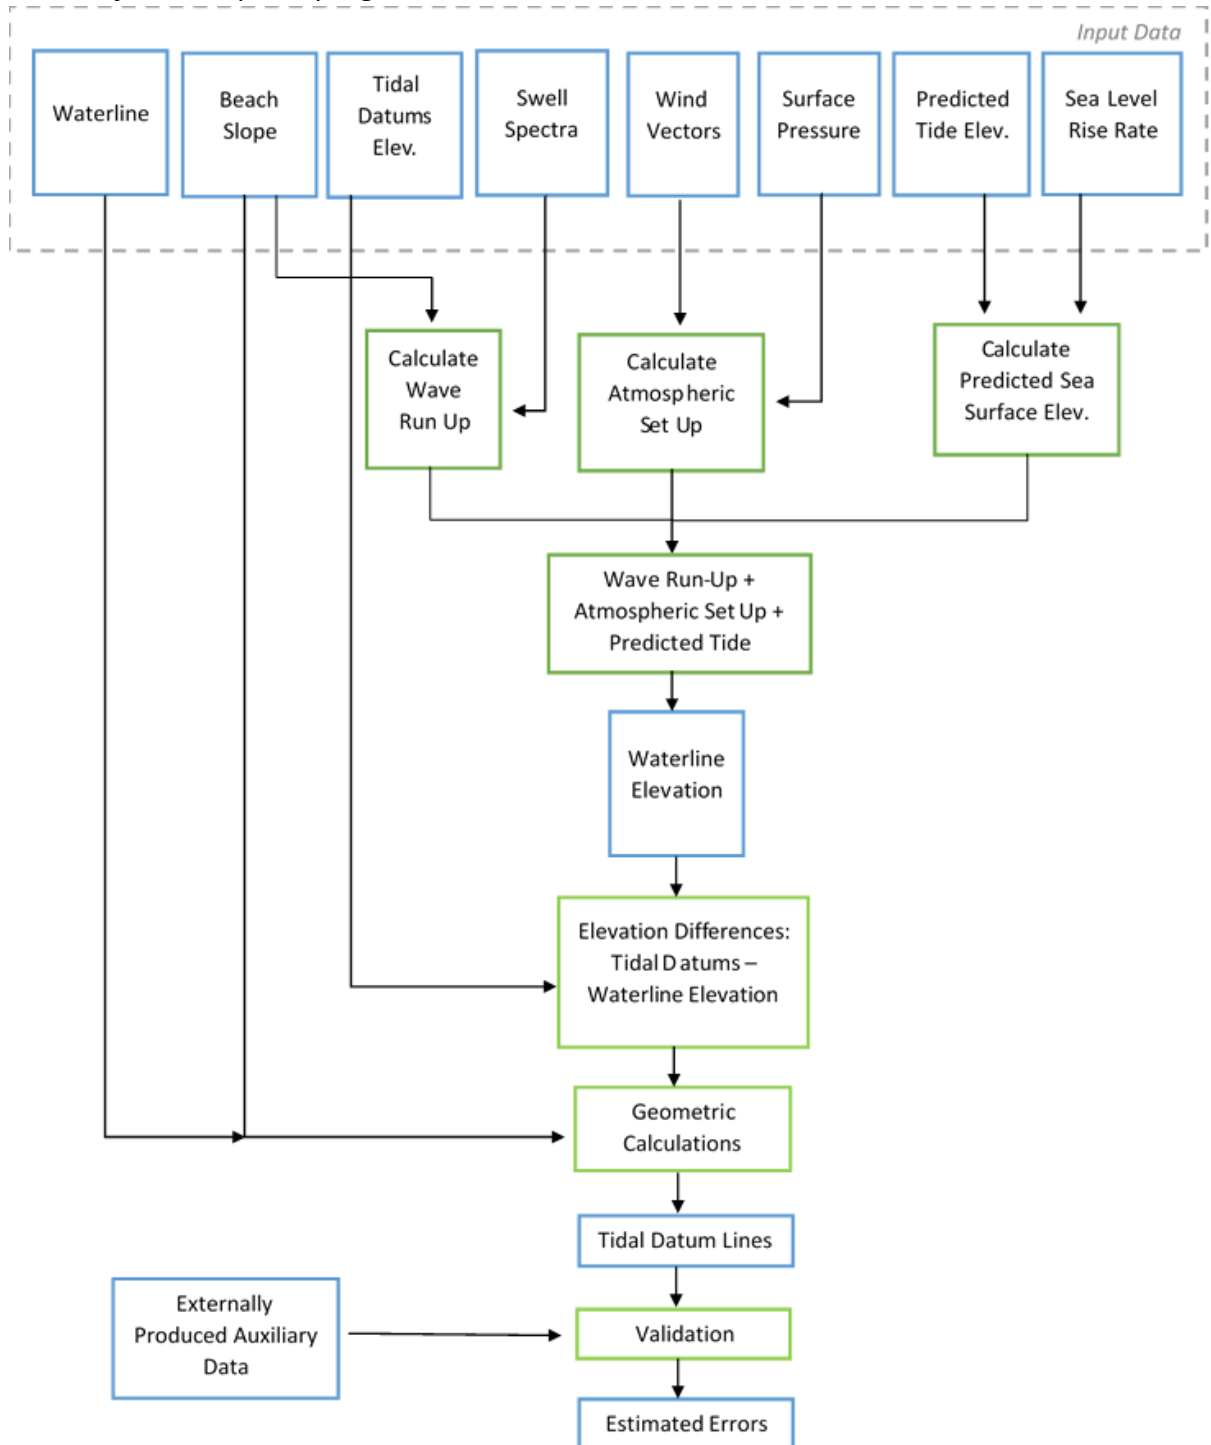 Input Data
Waterline
Beach
Slope
Tidal
Datums
Elev.
Swell
Spectra
Wind
Vectors
Surface
Pressure
Predicted
Tide Elev.
Sea Level
Rise Rate
Calculate
Wave
Run Up
Calculate
Atmospheric
Set Up
Calculate
Predicted Sea
Surface Elev.
Wave Run-Up +
Atmospheric Set Up +
Predicted Tide
Waterline
Elevation
Elevation Differences:
Tidal Datums –
Waterline Elevation
Geometric
Calculations
Tidal Datum Lines
Externally
Produced Auxiliary
Data
Validation
Estimated Errors